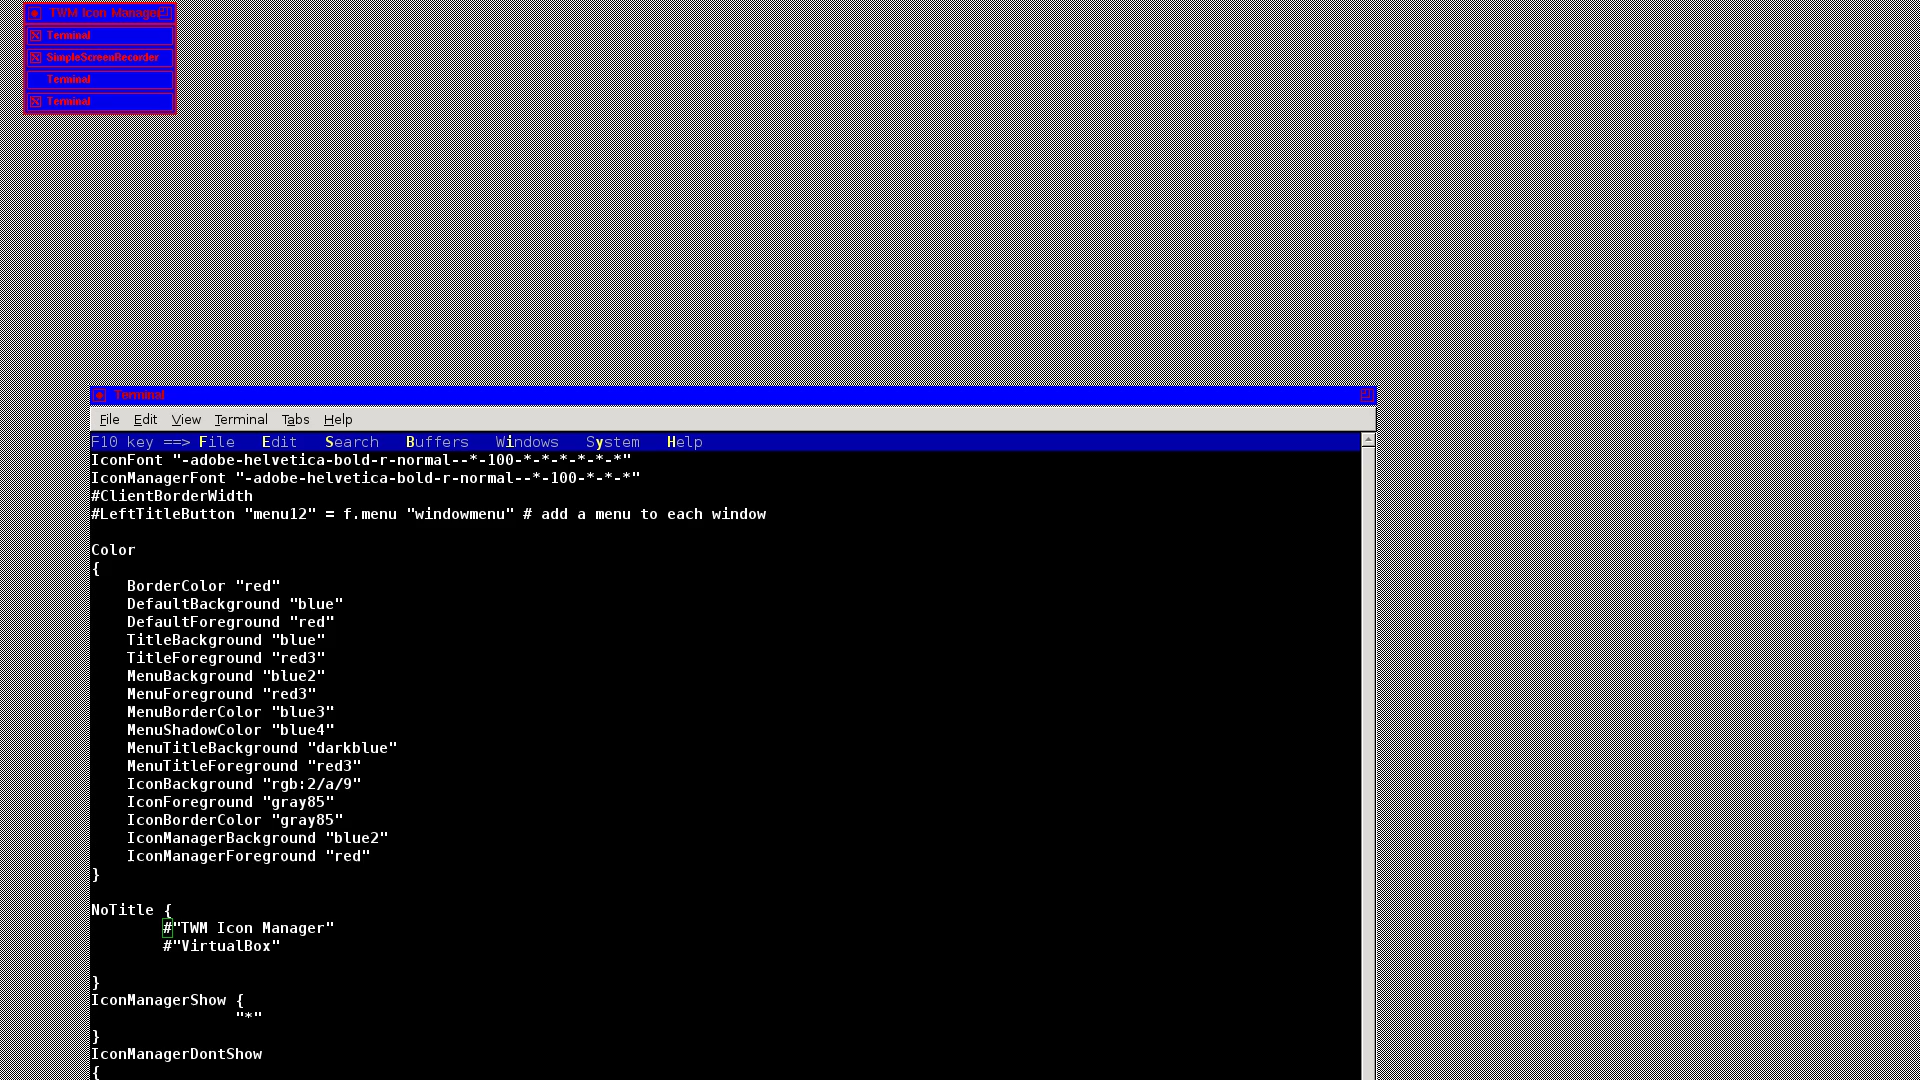 TWM Icon Manager
Terminal
SimpleScreenRecorder
Terminal
Terminal
Terminal
File Edit View Terminal Tabs Help
F10 key ==> File Edit Search Buffers Windows System Help
IconFont "-adobe-helvetica-bold-r-normal--*-100-*-*-*-*-*-*"
IconManagerFont "-adobe-helvetica-bold-r-normal--*-100-*-*-*"
#ClientBorderWidth
#LeftTitleButton "menu12" = f.menu "windowmenu" # add a menu to each window
Color
{
    BorderColor "red"
    DefaultBackground "blue"
    DefaultForeground "red"
    TitleBackground "blue"
    TitleForeground "red3"
    MenuBackground "blue2"
    MenuForeground "red3"
    MenuBorderColor "blue3"
    MenuShadowColor "blue4"
    MenuTitleBackground "darkblue"
    MenuTitleForeground "red3"
    IconBackground "rgb:2/a/9"
    IconForeground "gray85"
    IconBorderColor "gray85"
    IconManagerBackground "blue2"
    IconManagerForeground "red"
}
NoTitle {
        #"TWM Icon Manager"
        #"VirtualBox"
}
IconManagerShow {
                "*"
}
IconManagerDontShow
{